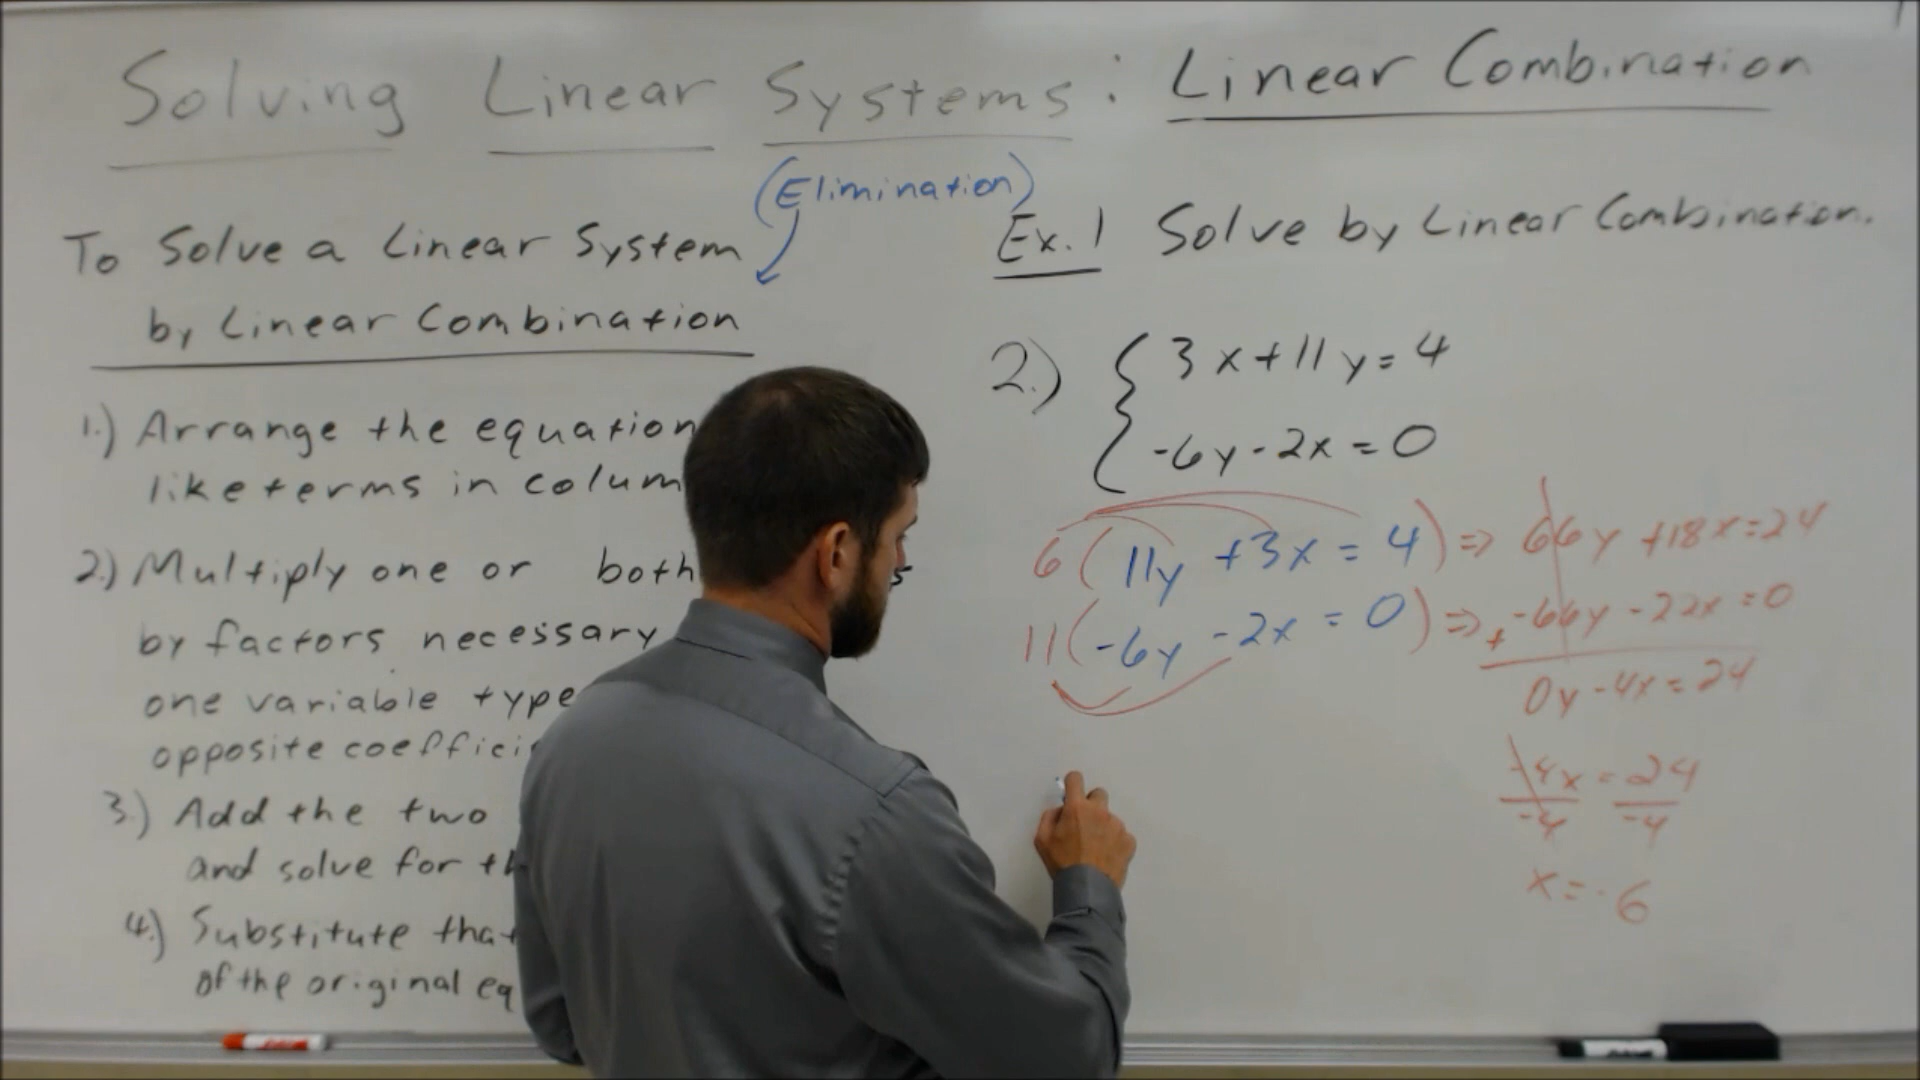 Solving Linear Systems: Linear Combination
(Elimination)
To Solve a Linear System
by Linear Combination
1.) Arrange the equation
like terms in colum
2.) Multiply one or both
by factors necessary
one variable type
opposite coeffici
3.) Add the two
and solve for th
4.) Substitute that
of the original eq
Ex. 1 Solve by Linear Combination.
2.) { 3x+11y=4
-6y-2x=0
6(11y+3x=4) => 66y+18x=24
11(-6y-2x=0) => + -66y-22x=0
0y-4x=24
-4x=24
-4 -4
x=-6